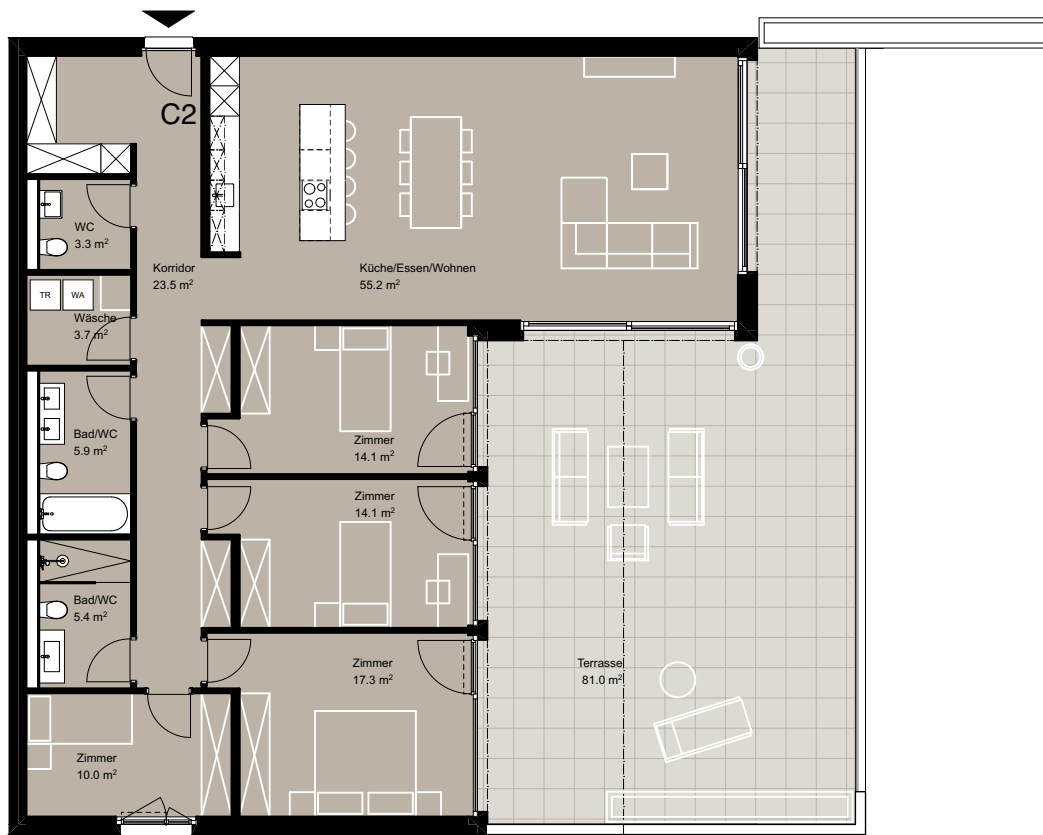 C2
WC
3.3 m²
Korridor
23.5 m²
Küche/Essen/Wohnen
55.2 m²
TR
WA
Wäsche
3.7 m²
Bad/WC
5.9 m²
Zimmer
14.1 m²
Zimmer
14.1 m²
Bad/WC
5.4 m²
Zimmer
17.3 m²
Terrasse
81.0 m²
Zimmer
10.0 m²